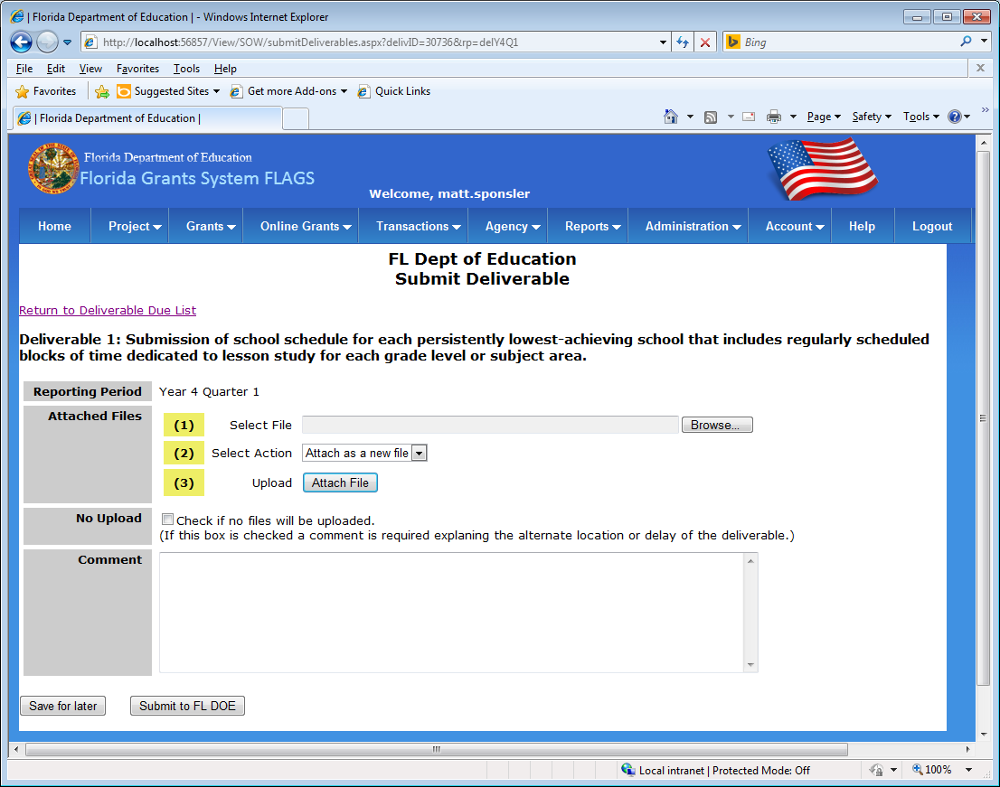 | Florida Department of Education | - Windows Internet Explorer
http://localhost:56857/View/SOW/submitDeliverables.aspx?delivID=30736&rp=delY4Q1
Bing
File Edit View Favorites Tools Help
Favorites Suggested Sites Get more Add-ons Quick Links
| Florida Department of Education |
Page Safety Tools
Florida Department of Education
Florida Grants System FLAGS
Welcome, matt.sponsler
Home Project Grants Online Grants Transactions Agency Reports Administration Account Help Logout
FL Dept of Education
Submit Deliverable
Return to Deliverable Due List
Deliverable 1: Submission of school schedule for each persistently lowest-achieving school that includes regularly scheduled
blocks of time dedicated to lesson study for each grade level or subject area.
Reporting Period Year 4 Quarter 1
Attached Files
(1) Select File Browse...
(2) Select Action Attach as a new file
(3) Upload Attach File
No Upload Check if no files will be uploaded.
(If this box is checked a comment is required explaning the alternate location or delay of the deliverable.)
Comment
Save for later Submit to FL DOE
Local intranet | Protected Mode: Off 100%